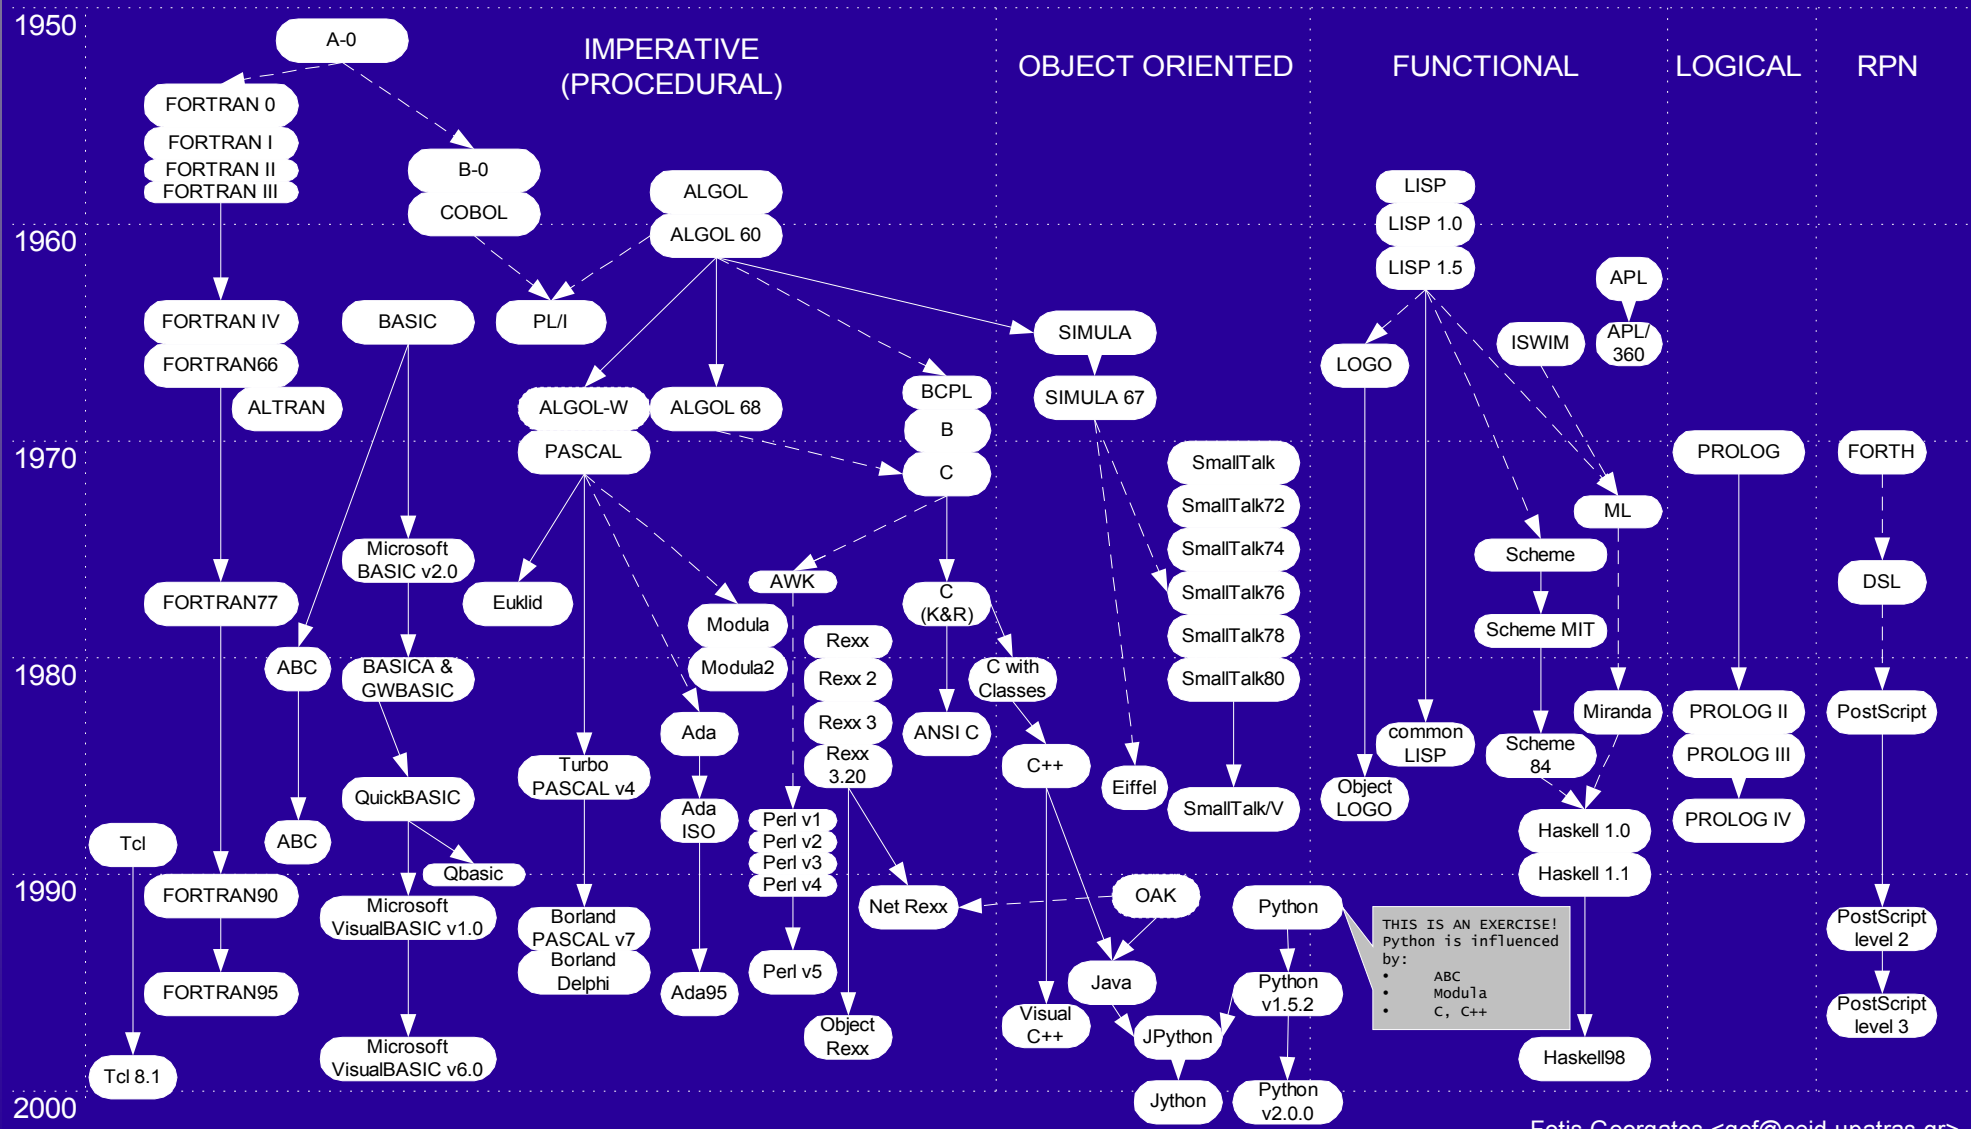 1950
1960
1970
1980
1990
2000
IMPERATIVE
(PROCEDURAL)
OBJECT ORIENTED
FUNCTIONAL
LOGICAL
RPN
A-0
FORTRAN 0
FORTRAN I
FORTRAN II
FORTRAN III
B-0
COBOL
ALGOL
ALGOL 60
LISP
LISP 1.0
LISP 1.5
APL
APL/
360
FORTRAN IV
FORTRAN66
ALTRAN
BASIC
PL/I
SIMULA
SIMULA 67
ISWIM
LOGO
ALGOL-W
PASCAL
ALGOL 68
BCPL
B
C
SmallTalk
SmallTalk72
SmallTalk74
SmallTalk76
SmallTalk78
SmallTalk80
PROLOG
FORTH
ML
Microsoft
BASIC v2.0
Scheme
Scheme MIT
DSL
FORTRAN77
Euklid
AWK
C
(K&R)
Modula
Modula2
Rexx
Rexx 2
Rexx 3
Rexx
3.20
ABC
BASICA &
GWBASIC
C with
Classes
Miranda
PROLOG II
PROLOG III
PROLOG IV
PostScript
Ada
ANSI C
common
LISP
Scheme
84
Turbo
PASCAL v4
C++
Eiffel
Object
LOGO
QuickBASIC
Ada
ISO
SmallTalk/V
Perl v1
Perl v2
Perl v3
Perl v4
Haskell 1.0
Haskell 1.1
Tcl
ABC
Qbasic
FORTRAN90
Microsoft
VisualBASIC v1.0
Borland
PASCAL v7
Borland
Delphi
Net Rexx
OAK
Python
THIS IS AN EXERCISE!
Python is influenced
by:
• ABC
• Modula
• C, C++
PostScript
level 2
Perl v5
Java
Python
v1.5.2
FORTRAN95
Ada95
PostScript
level 3
Visual
C++
Object
Rexx
JPython
Microsoft
VisualBASIC v6.0
Haskell98
Tcl 8.1
Jython
Python
v2.0.0
Fotis Georgatos <gef@ceid.upatras.gr>